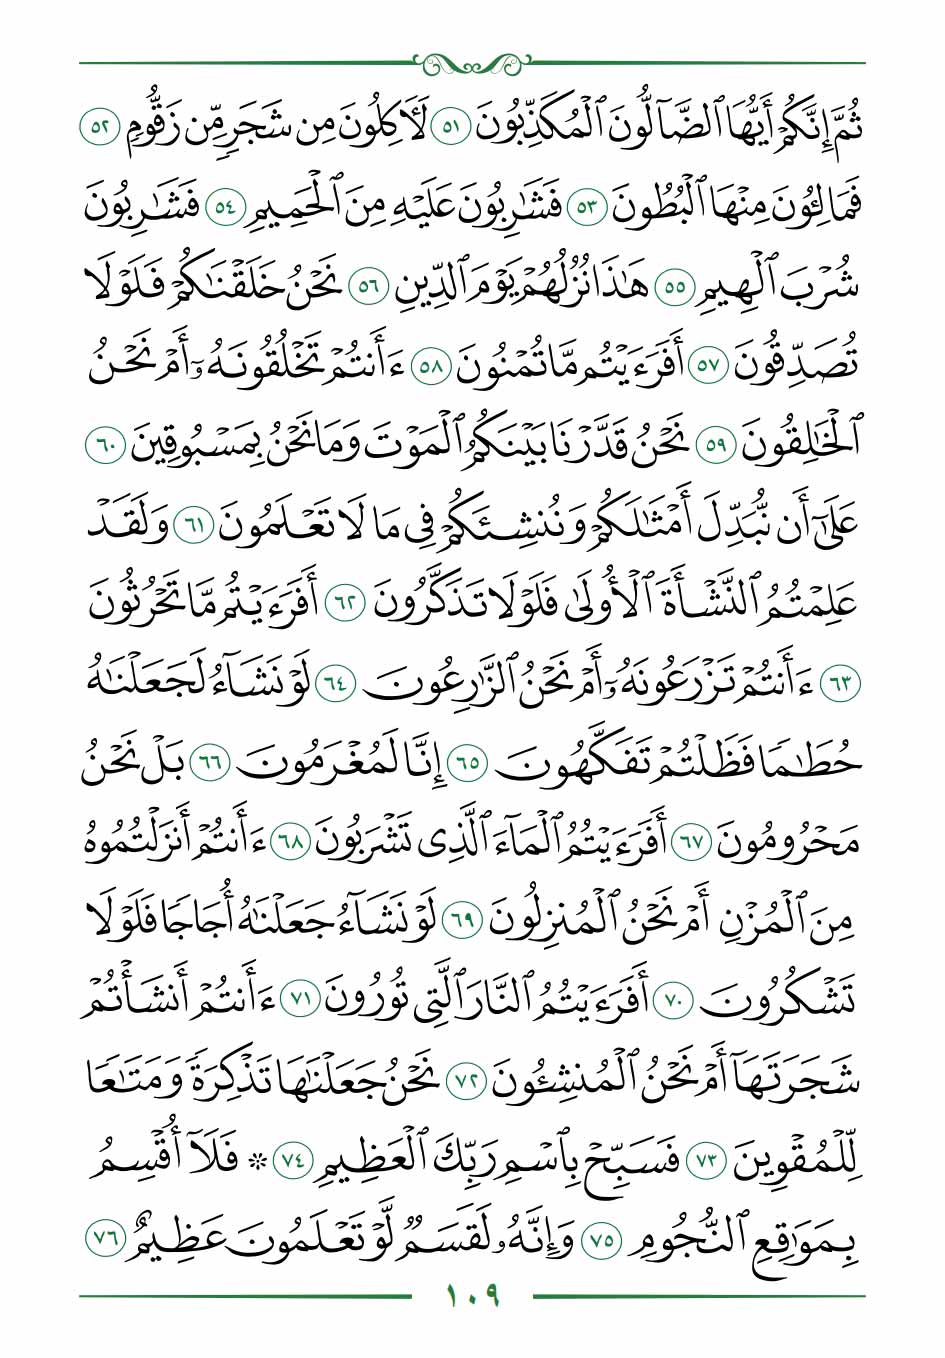 ثُمَّ إِنَّكُمْ أَيُّهَا ٱلضَّآلُّونَ ٱلْمُكَذِّبُونَ ٥١ لَـَٔاكِلُونَ مِن شَجَرٍ مِّن زَقُّومٍ ٥٢
فَمَالِـُٔونَ مِنْهَا ٱلْبُطُونَ ٥٣ فَشَٰرِبُونَ عَلَيْهِ مِنَ ٱلْحَمِيمِ ٥٤ فَشَٰرِبُونَ
شُرْبَ ٱلْهِيمِ ٥٥ هَٰذَا نُزُلُهُمْ يَوْمَ ٱلدِّينِ ٥٦ نَحْنُ خَلَقْنَٰكُمْ فَلَوْلَا
تُصَدِّقُونَ ٥٧ أَفَرَءَيْتُم مَّا تُمْنُونَ ٥٨ ءَأَنتُمْ تَخْلُقُونَهُۥٓ أَمْ نَحْنُ
ٱلْخَٰلِقُونَ ٥٩ نَحْنُ قَدَّرْنَا بَيْنَكُمُ ٱلْمَوْتَ وَمَا نَحْنُ بِمَسْبُوقِينَ ٦٠
عَلَىٰٓ أَن نُّبَدِّلَ أَمْثَٰلَكُمْ وَنُنشِئَكُمْ فِى مَا لَا تَعْلَمُونَ ٦١ وَلَقَدْ
عَلِمْتُمُ ٱلنَّشْأَةَ ٱلْأُولَىٰ فَلَوْلَا تَذَكَّرُونَ ٦٢ أَفَرَءَيْتُم مَّا تَحْرُثُونَ
٦٣ ءَأَنتُمْ تَزْرَعُونَهُۥٓ أَمْ نَحْنُ ٱلزَّٰرِعُونَ ٦٤ لَوْ نَشَآءُ لَجَعَلْنَٰهُ
حُطَٰمًا فَظَلْتُمْ تَفَكَّهُونَ ٦٥ إِنَّا لَمُغْرَمُونَ ٦٦ بَلْ نَحْنُ
مَحْرُومُونَ ٦٧ أَفَرَءَيْتُمُ ٱلْمَآءَ ٱلَّذِى تَشْرَبُونَ ٦٨ ءَأَنتُمْ أَنزَلْتُمُوهُ
مِنَ ٱلْمُزْنِ أَمْ نَحْنُ ٱلْمُنزِلُونَ ٦٩ لَوْ نَشَآءُ جَعَلْنَٰهُ أُجَاجًا فَلَوْلَا
تَشْكُرُونَ ٧٠ أَفَرَءَيْتُمُ ٱلنَّارَ ٱلَّتِى تُورُونَ ٧١ ءَأَنتُمْ أَنشَأْتُمْ
شَجَرَتَهَآ أَمْ نَحْنُ ٱلْمُنشِـُٔونَ ٧٢ نَحْنُ جَعَلْنَٰهَا تَذْكِرَةً وَمَتَٰعًا
لِّلْمُقْوِينَ ٧٣ فَسَبِّحْ بِٱسْمِ رَبِّكَ ٱلْعَظِيمِ ٧٤ * فَلَآ أُقْسِمُ
بِمَوَٰقِعِ ٱلنُّجُومِ ٧٥ وَإِنَّهُۥ لَقَسَمٌ لَّوْ تَعْلَمُونَ عَظِيمٌ ٧٦
١٠٩